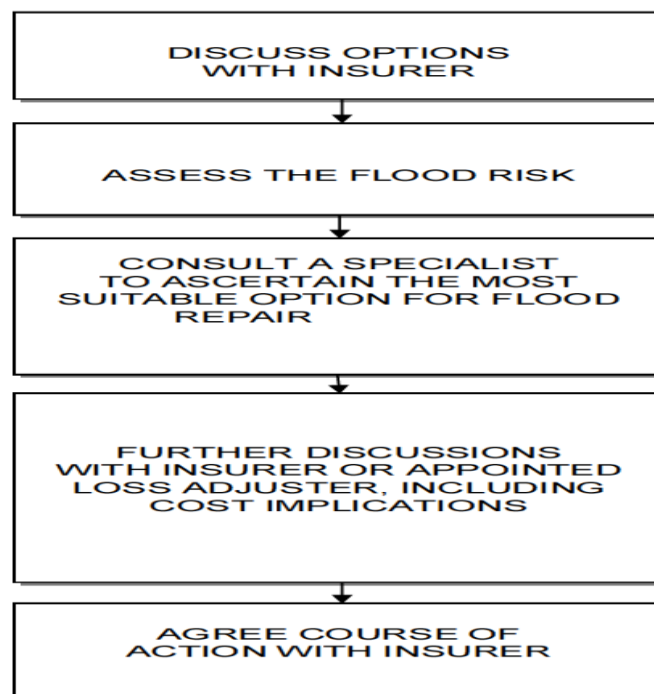 DISCUSS OPTIONS
WITH INSURER
ASSESS THE FLOOD RISK
CONSULT A SPECIALIST
TO ASCERTAIN THE MOST
SUITABLE OPTION FOR FLOOD
REPAIR
FURTHER DISCUSSIONS
WITH INSURER OR APPOINTED
LOSS ADJUSTER, INCLUDING
COST IMPLICATIONS
AGREE COURSE OF
ACTION WITH INSURER